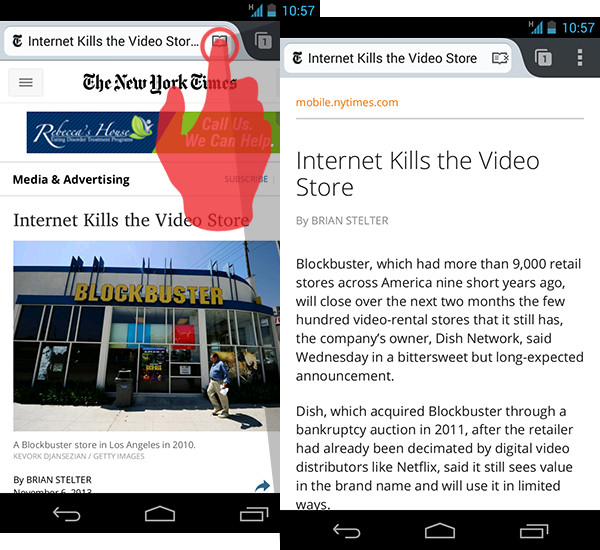 10:57
Internet Kills the Video Stor...
1
The New York Times
Rebecca's House
Eating Disorder Treatment Programs
Call Us.
We Can Help.
Media & Advertising
SUBSCRIBE
Internet Kills the Video Store
BLOCKBUSTER
A Blockbuster store in Los Angeles in 2010.
KEVORK DJANSEZIAN / GETTY IMAGES
By BRIAN STELTER
November 6, 2013
H 10:57
Internet Kills the Video Store
1
mobile.nytimes.com
Internet Kills the Video
Store
By BRIAN STELTER
Blockbuster, which had more than 9,000 retail
stores across America nine short years ago,
will close over the next two months the few
hundred video-rental stores that it still has,
the company's owner, Dish Network, said
Wednesday in a bittersweet but long-expected
announcement.
Dish, which acquired Blockbuster through a
bankruptcy auction in 2011, after the retailer
had already been decimated by digital video
distributors like Netflix, said it still sees value
in the brand name and will use it in limited
ways.